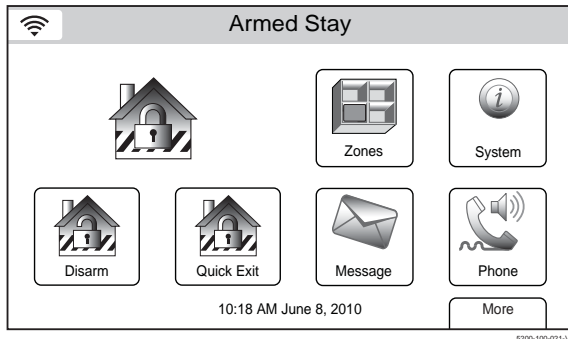 Armed Stay
Zones
System
Disarm
Quick Exit
Message
Phone
10:18 AM June 8, 2010
More